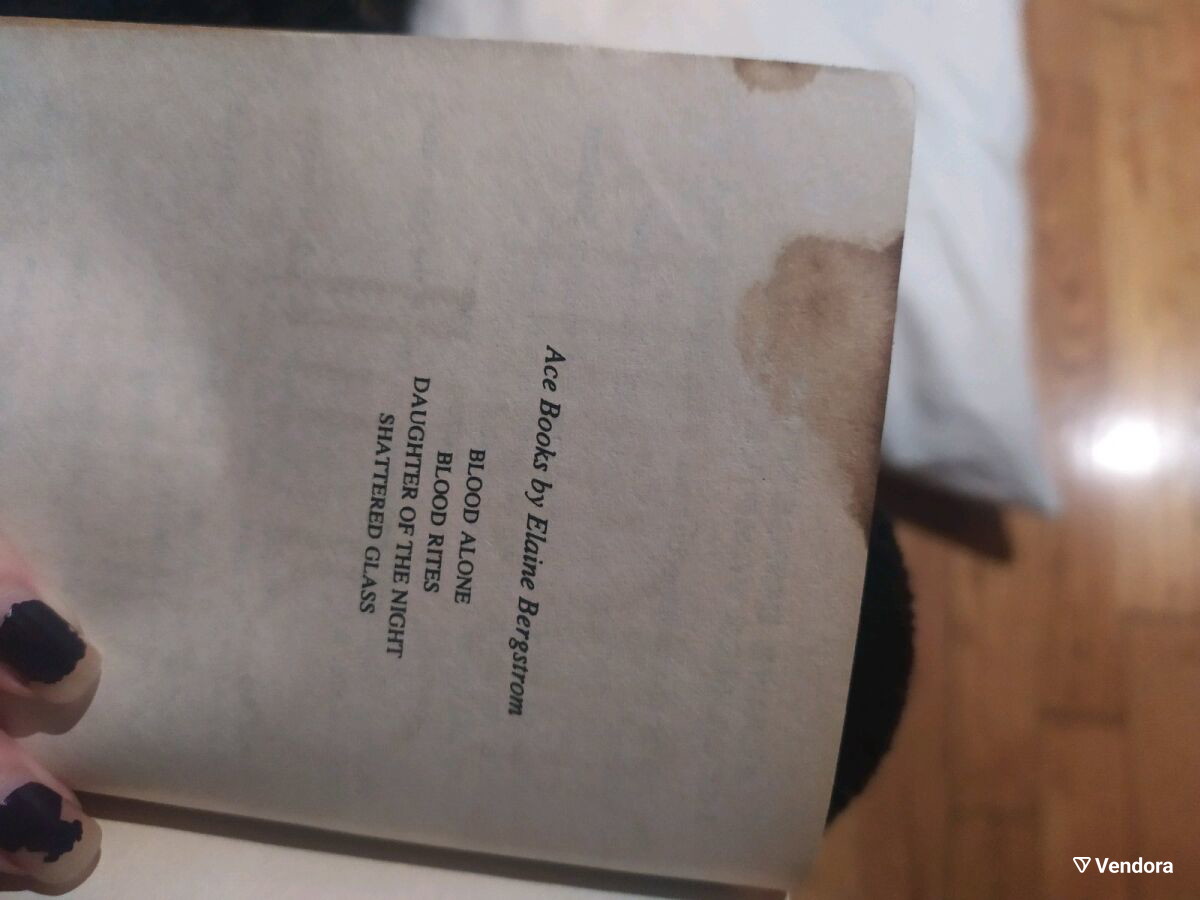 Ace Books by Elaine Bergstrom
BLOOD ALONE
BLOOD RITES
DAUGHTER OF THE NIGHT
SHATTERED GLASS
Vendora